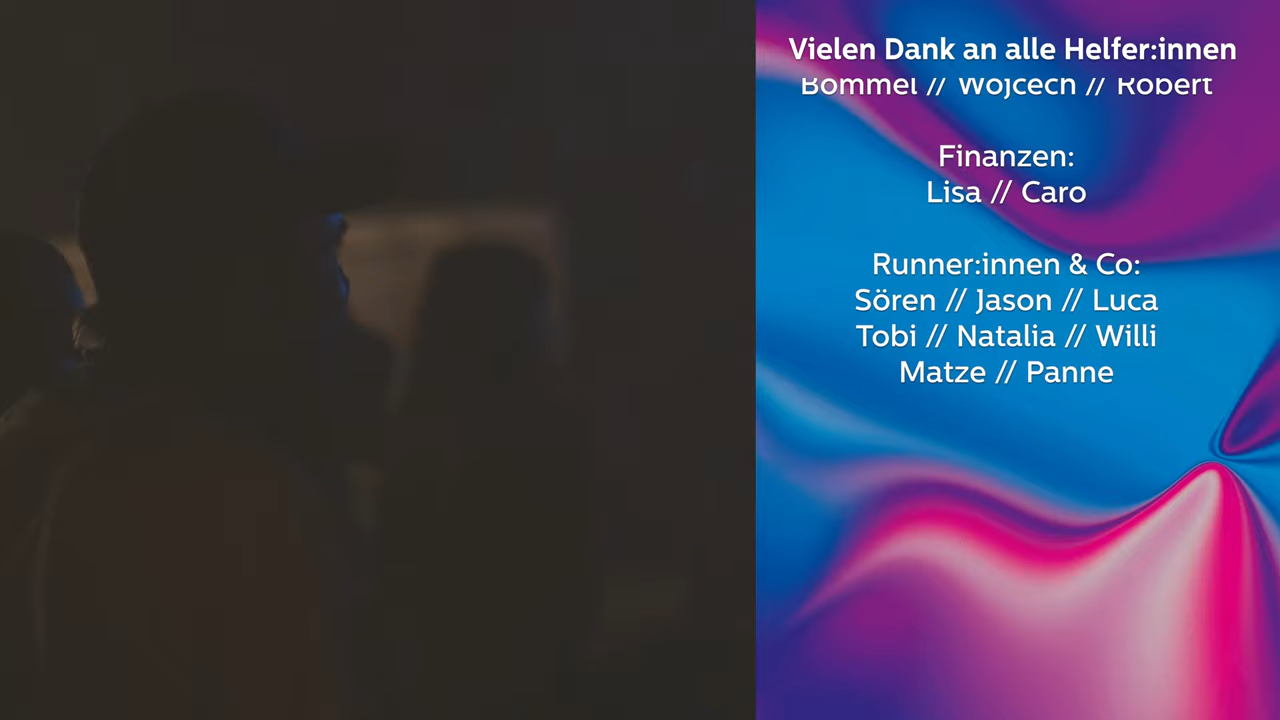 Vielen Dank an alle Helfer:innen
Bommel // Wojcech // Robert
Finanzen:
Lisa // Caro
Runner:innen & Co:
Sören // Jason // Luca
Tobi // Natalia // Willi
Matze // Panne